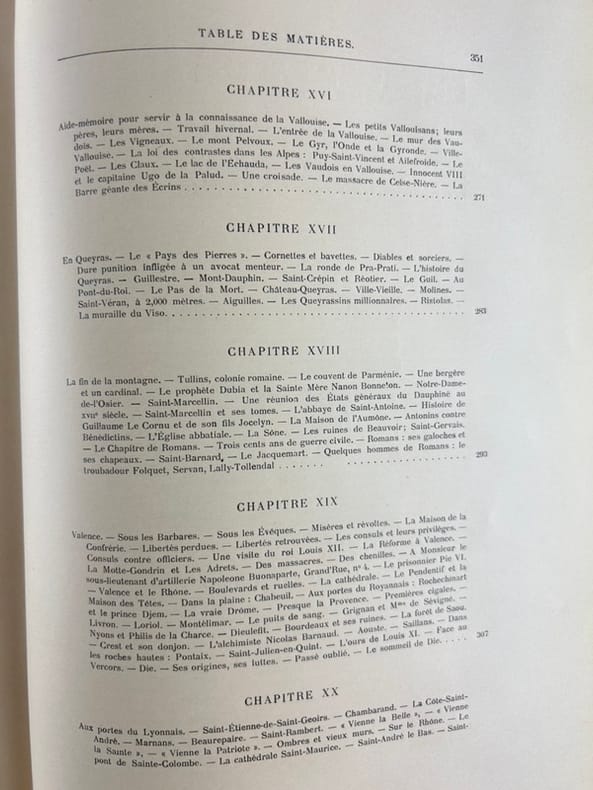 TABLE DES MATIÈRES.
351
CHAPITRE XVI
Aide-mémoire pour servir à la connaissance de la Vallouise. — Les petits Vallouisans; leurs
pères, leurs mères. — Travail hivernal. — L'entrée de la Vallouise. — Le mur des Vau-
dois. — Les Vigneaux. — Le mont Pelvoux. — Le Gyr, l'Onde et la Gyronde. — Ville-
Vallouise. — La loi des contrastes dans les Alpes : Puy-Saint-Vincent et Ailefroide. — Le
Poët. — Les Claux. — Le lac de l'Échauda, — Les Vaudois en Vallouise. — Innocent VIII
et le capitaine Ugo de la Palud. — Une croisade. — Le massacre de Celse-Nière. — La
Barre géante des Écrins . . . . . . . . . . . . . . . . . . . . . . . . . . . . . . 271
CHAPITRE XVII
En Queyras. — Le « Pays des Pierres ». — Cornettes et bavettes. — Diables et sorciers. —
Dure punition infligée à un avocat menteur. — La ronde de Pra-Prati. — L'histoire du
Queyras. — Guillestre. — Mont-Dauphin. — Saint-Crépin et Réotier. — Le Guil. — Au
Pont-du-Roi. — Le Pas de la Mort. — Château-Queyras. — Ville-Vieille. — Molines. —
Saint-Véran, à 2,000 mètres. — Aiguilles. — Les Queyrassins millionnaires. — Ristolas. —
La muraille du Viso. . . . . . . . . . . . . . . . . . . . . . . . . . . . . . . . 283
CHAPITRE XVIII
La fin de la montagne. — Tullins, colonie romaine. — Le couvent de Parménie. — Une bergère
et un cardinal. — Le prophète Dubia et la Sainte Mère Nanon Bonneton. — Notre-Dame-
de-l'Osier. — Saint-Marcellin. — Une réunion des États généraux du Dauphiné au
XVIIe siècle. — Saint-Marcellin et ses tomes. — L'abbaye de Saint-Antoine. — Histoire de
Guillaume Le Cornu et de son fils Jocelyn. — La Maison de l'Aumône. — Antonins contre
Bénédictins. — L'Église abbatiale. — La Sône. — Les ruines de Beauvoir; Saint-Gervais.
— Le Chapitre de Romans. — Trois cents ans de guerre civile. — Romans : ses galoches et
ses chapeaux. — Saint-Barnard. — Le Jacquemart. — Quelques hommes de Romans : le
troubadour Folquet, Servan, Lally-Tollendal . . . . . . . . . . . . . . . . . . . 293
CHAPITRE XIX
Valence. — Sous les Barbares. — Sous les Évêques. — Misères et révoltes. — La Maison de la
Confrérie. — Libertés perdues. — Libertés retrouvées. — Les consuls et leurs privilèges. —
Consuls contre officiers. — Une visite du roi Louis XII. — La Réforme à Valence. —
La Motte-Gondrin et Les Adrets. — Des massacres. — Des chenilles. — A Monsieur le
sous-lieutenant d'artillerie Napoleone Buonaparte, Grand'Rue, n° 4. — Le prisonnier Pie VI.
— Valence et le Rhône. — Boulevards et ruelles. — La cathédrale. — Le Pendentif et la
Maison des Têtes. — Dans la plaine : Chabeuil. — Aux portes du Royannais : Rochechinart
et le prince Djem. — La vraie Drôme. — Presque la Provence. — Premières cigales. —
Livron. — Loriol. — Montélimar. — Le puits de sang. — Grignan et Mme de Sévigné. —
Nyons et Philis de la Charce. — Dieulefit. — Bourdeaux et ses ruines. — La forêt de Saou.
— Crest et son donjon. — L'alchimiste Nicolas Barnaud. — Aouste. — Saillans. — Dans
les roches hautes : Pontaix. — Saint-Julien-en-Quint. — L'ours de Louis XI. — Face au
Vercors. — Die. — Ses origines, ses luttes. — Passé oublié. — Le sommeil de Die. . . . . 307
CHAPITRE XX
Aux portes du Lyonnais. — Saint-Étienne-de-Saint-Geoirs. — Chambarand. — La Côte-Saint-
André. — Marnans. — Beaurepaire. — Saint-Rambert. — « Vienne la Belle », — « Vienne
la Sainte », — « Vienne la Patriote ». — Ombres et vieux murs. — Sur le Rhône. — Le
pont de Sainte-Colombe. — La cathédrale Saint-Maurice. — Saint-André le Bas. — Saint-